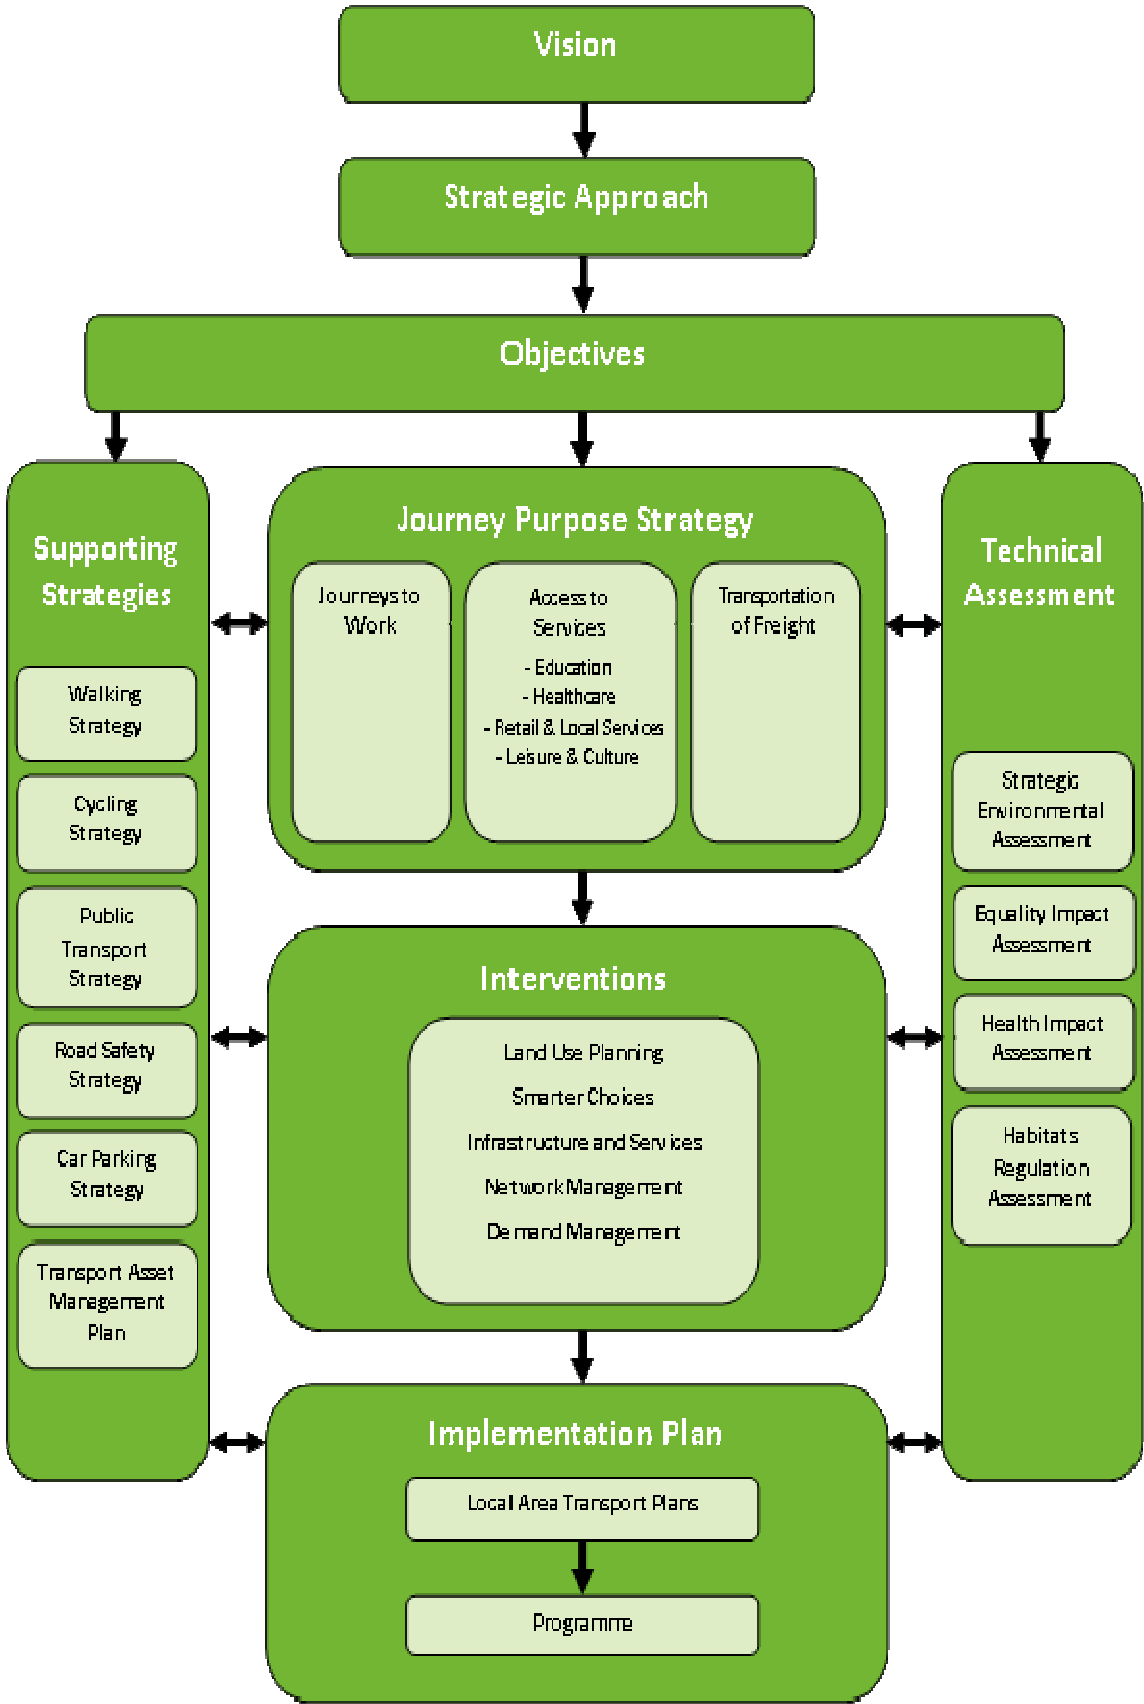 Vision
Strategic Approach
Objectives
Supporting
Strategies
Walking
Strategy
Cycling
Strategy
Public
Transport
Strategy
Road Safety
Strategy
Car Parking
Strategy
Transport Asset
Management
Plan
Journey Purpose Strategy
Journeys to
Work
Access to
Services
- Education
- Healthcare
- Retail & Local Services
- Leisure & Culture
Transportation
of Freight
Interventions
Land Use Planning
Smarter Choices
Infrastructure and Services
Network Management
Demand Management
Implementation Plan
Local Area Transport Plans
Programme
Technical
Assessment
Strategic
Environmental
Assessment
Equality Impact
Assessment
Health Impact
Assessment
Habitats
Regulation
Assessment